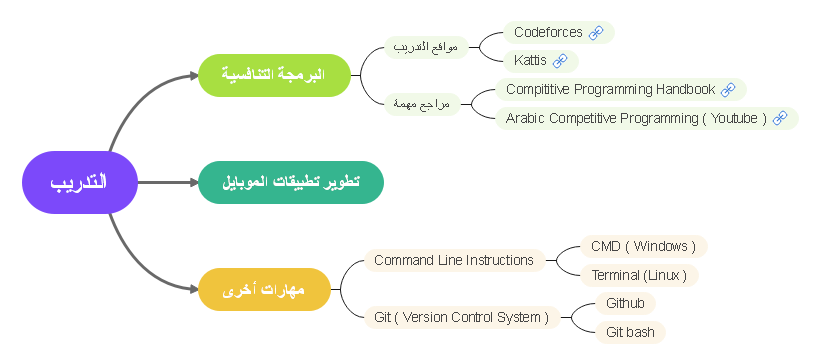 التدريب
البرمجة التنافسية
مواقع التدريب
Codeforces
Kattis
مراجع مهمة
Compititive Programming Handbook
Arabic Competitive Programming ( Youtube )
تطوير تطبيقات الموبايل
مهارات أخرى
Command Line Instructions
CMD ( Windows )
Terminal (Linux )
Git ( Version Control System )
Github
Git bash